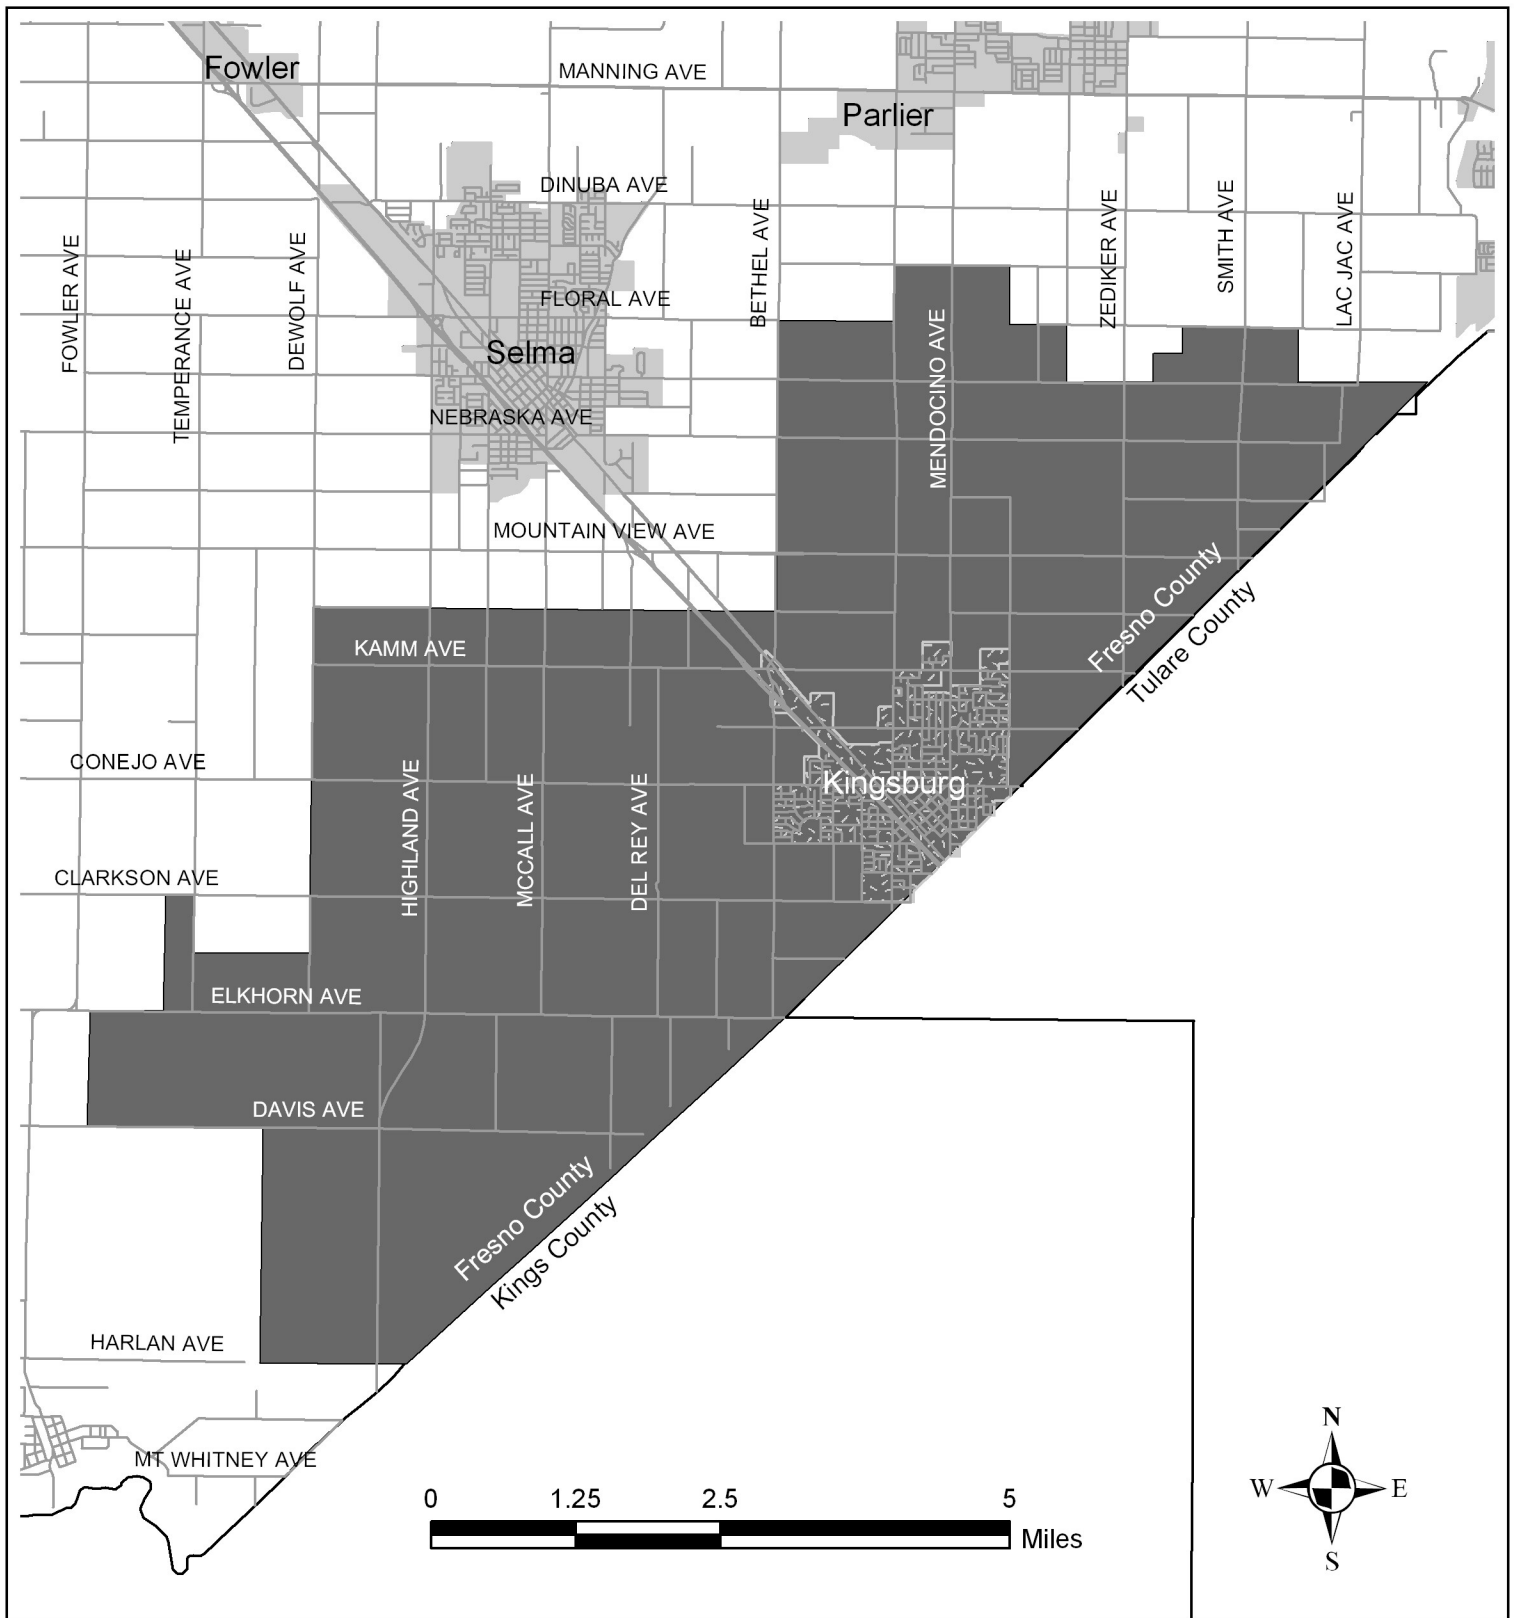 Fowler
MANNING AVE
Parlier
DINUBA AVE
FOWLER AVE
TEMPERANCE AVE
DEWOLF AVE
BETHEL AVE
ZEDIKER AVE
SMITH AVE
LAC JAC AVE
FLORAL AVE
Selma
MENDOCINO AVE
NEBRASKA AVE
MOUNTAIN VIEW AVE
Fresno County
Tulare County
KAMM AVE
CONEJO AVE
HIGHLAND AVE
MCCALL AVE
DEL REY AVE
Kingsburg
CLARKSON AVE
ELKHORN AVE
DAVIS AVE
Fresno County
Kings County
HARLAN AVE
MT WHITNEY AVE
0 1.25 2.5 5
Miles
N
W E
S